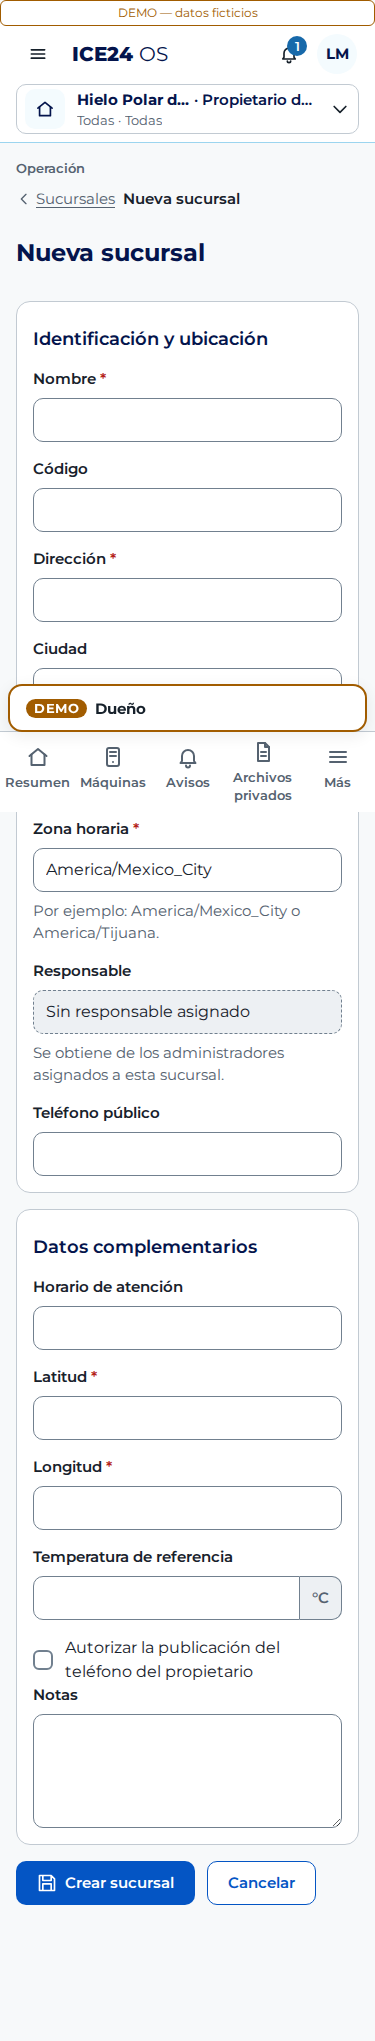 DEMO — datos ficticios
ICE24 OS
1
LM
Hielo Polar d... · Propietario d...
Todas · Todas
Operación
Sucursales Nueva sucursal
Nueva sucursal
Identificación y ubicación
Nombre *
Código
Dirección *
Ciudad
DEMO Dueño
Resumen
Máquinas
Avisos
Archivos privados
Más
Zona horaria *
America/Mexico_City
Por ejemplo: America/Mexico_City o
America/Tijuana.
Responsable
Sin responsable asignado
Se obtiene de los administradores
asignados a esta sucursal.
Teléfono público
Datos complementarios
Horario de atención
Latitud *
Longitud *
Temperatura de referencia
°C
Autorizar la publicación del
teléfono del propietario
Notas
Crear sucursal
Cancelar